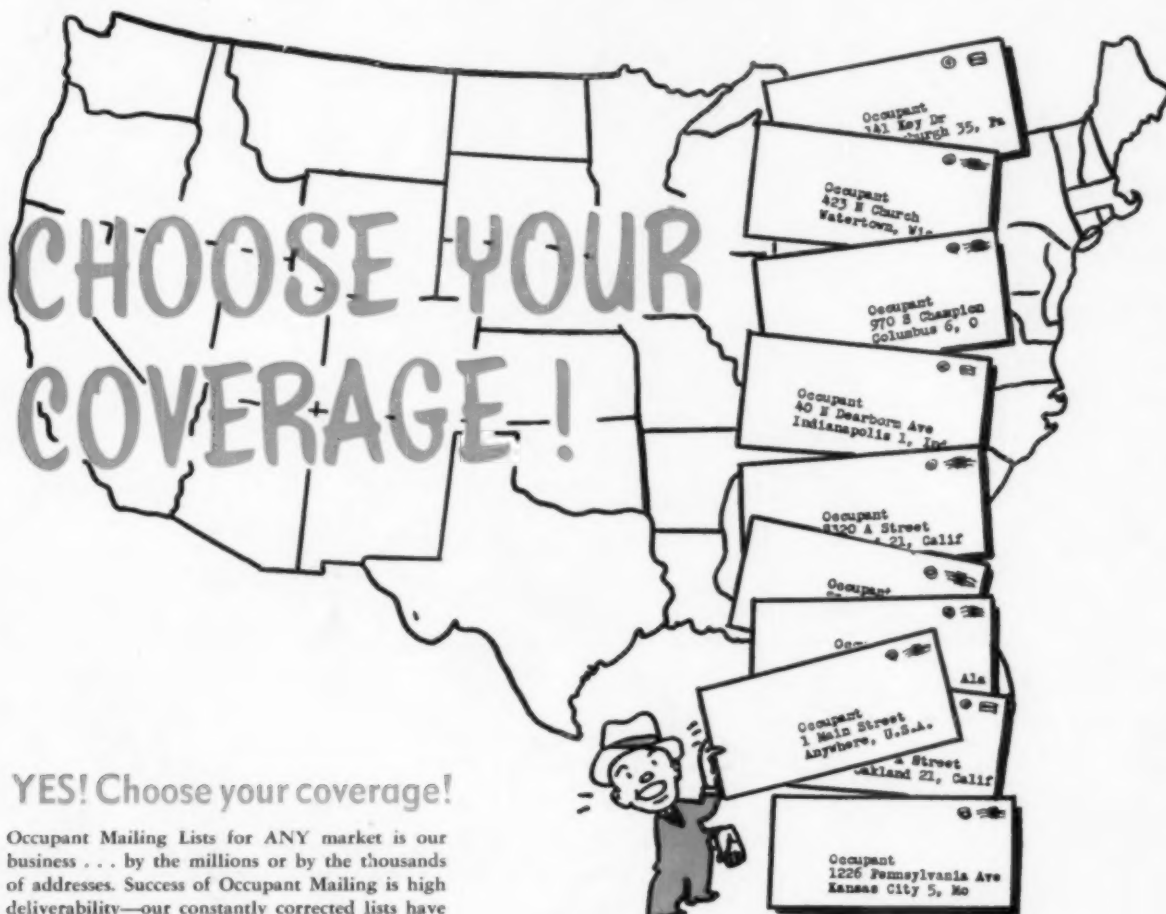 CHOOSE YOUR
COVERAGE!
Occupant
141 Key Dr
burgh 35, Pa
Occupant
423 N Church
Watertown,
Occupant
970 S Champion
Columbus 6, O
Occupant
40 N Dearborn Ave
Indianapolis 1, Ind
Occupant
8320 A Street
21, Calif
Occupant
Ala
Occupant
1 Main Street
Anywhere, U.S.A.
A Street
Oakland 21, Calif
Occupant
1226 Pennsylvania Ave
Kansas City 5, Mo
YES! Choose your coverage!
Occupant Mailing Lists for ANY market is our
business . . . by the millions or by the thousands
of addresses. Success of Occupant Mailing is high
deliverability—our constantly corrected lists have